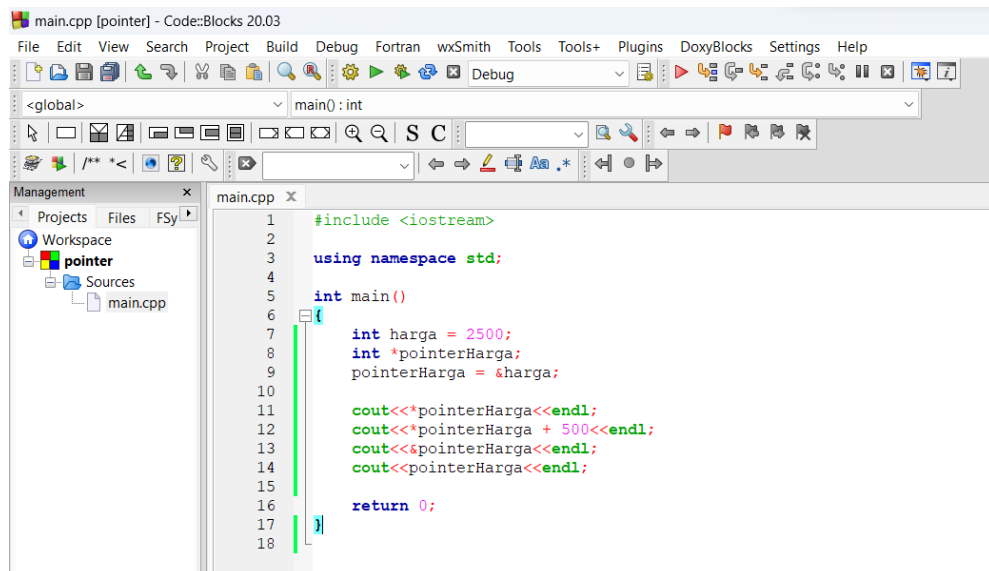 main.cpp [pointer] - Code::Blocks 20.03
File Edit View Search Project Build Debug Fortran wxSmith Tools Tools+ Plugins DoxyBlocks Settings Help
Debug
<global> main() : int
S C
/** *< Aa .*
Management
main.cpp
Projects Files FSy
Workspace
pointer
Sources
main.cpp
1 #include <iostream>
2
3 using namespace std;
4
5 int main()
6 {
7 int harga = 2500;
8 int *pointerHarga;
9 pointerHarga = &harga;
10
11 cout<<*pointerHarga<<endl;
12 cout<<*pointerHarga + 500<<endl;
13 cout<<&pointerHarga<<endl;
14 cout<<pointerHarga<<endl;
15
16 return 0;
17 }
18